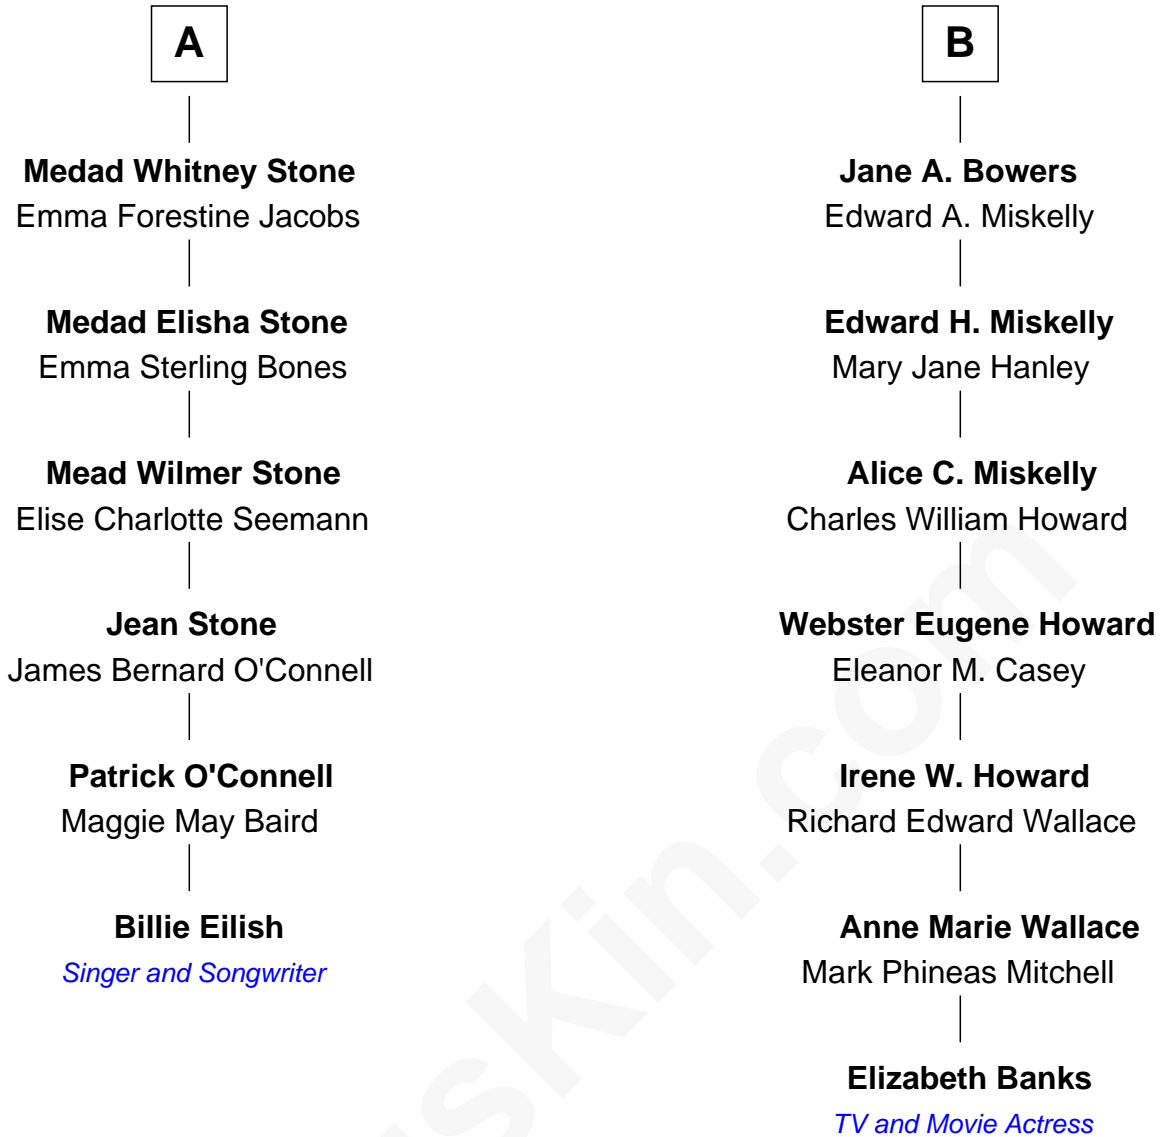 A
Medad Whitney Stone
Emma Forestine Jacobs
Medad Elisha Stone
Emma Sterling Bones
Mead Wilmer Stone
Elise Charlotte Seemann
Jean Stone
James Bernard O'Connell
Patrick O'Connell
Maggie May Baird
Billie Eilish
Singer and Songwriter
B
Jane A. Bowers
Edward A. Miskelly
Edward H. Miskelly
Mary Jane Hanley
Alice C. Miskelly
Charles William Howard
Webster Eugene Howard
Eleanor M. Casey
Irene W. Howard
Richard Edward Wallace
Anne Marie Wallace
Mark Phineas Mitchell
Elizabeth Banks
TV and Movie Actress
sKin.com